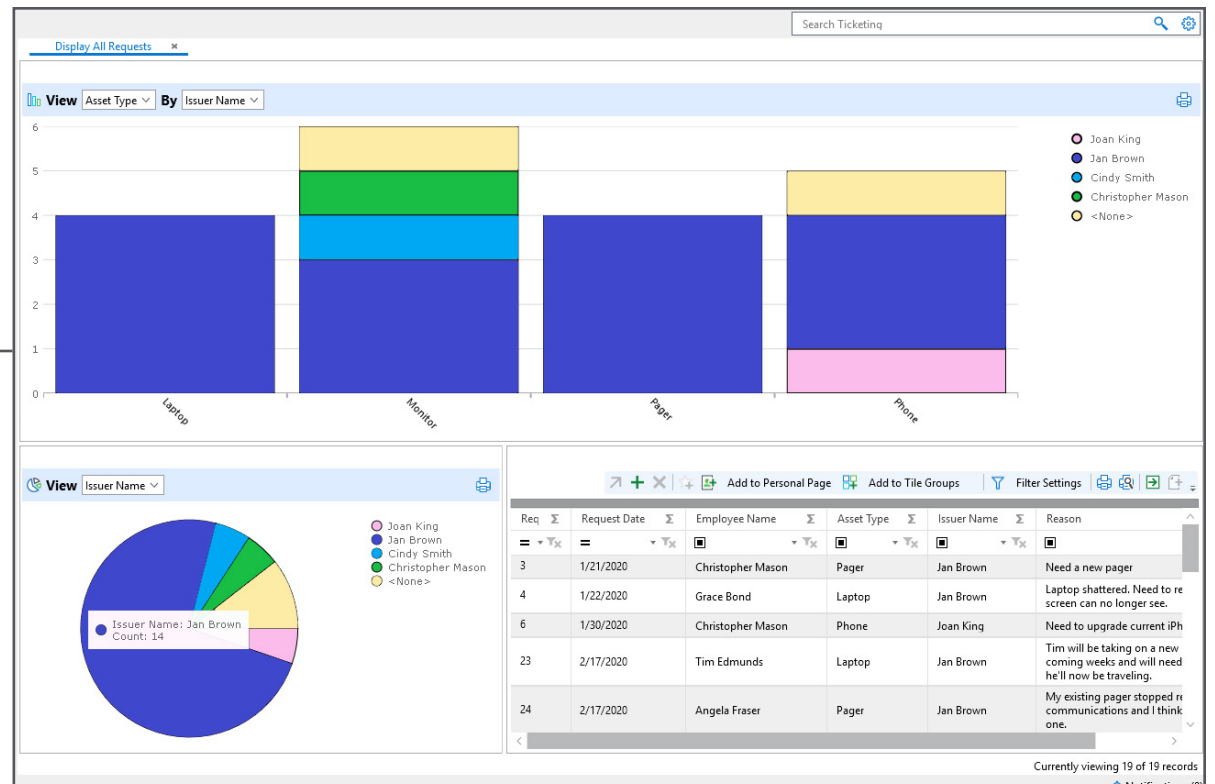 Search Ticketing
Display All Requests
View Asset Type By Issuer Name
6
5
4
3
2
1
0
Laptop
Monitor
Pager
Phone
Joan King
Jan Brown
Cindy Smith
Christopher Mason
<None>
View Issuer Name
Joan King
Jan Brown
Cindy Smith
Christopher Mason
<None>
Issuer Name: Jan Brown
Count: 14
Add to Personal Page Add to Tile Groups Filter Settings
Req Σ Request Date Σ Employee Name Σ Asset Type Σ Issuer Name Σ Reason
= =
3 1/21/2020 Christopher Mason Pager Jan Brown Need a new pager
4 1/22/2020 Grace Bond Laptop Jan Brown Laptop shattered. Need to re
screen can no longer see.
6 1/30/2020 Christopher Mason Phone Joan King Need to upgrade current iPh
23 2/17/2020 Tim Edmunds Laptop Jan Brown Tim will be taking on a new
coming weeks and will need
he'll now be traveling.
24 2/17/2020 Angela Fraser Pager Jan Brown My existing pager stopped re
communications and I think
one.
Currently viewing 19 of 19 records